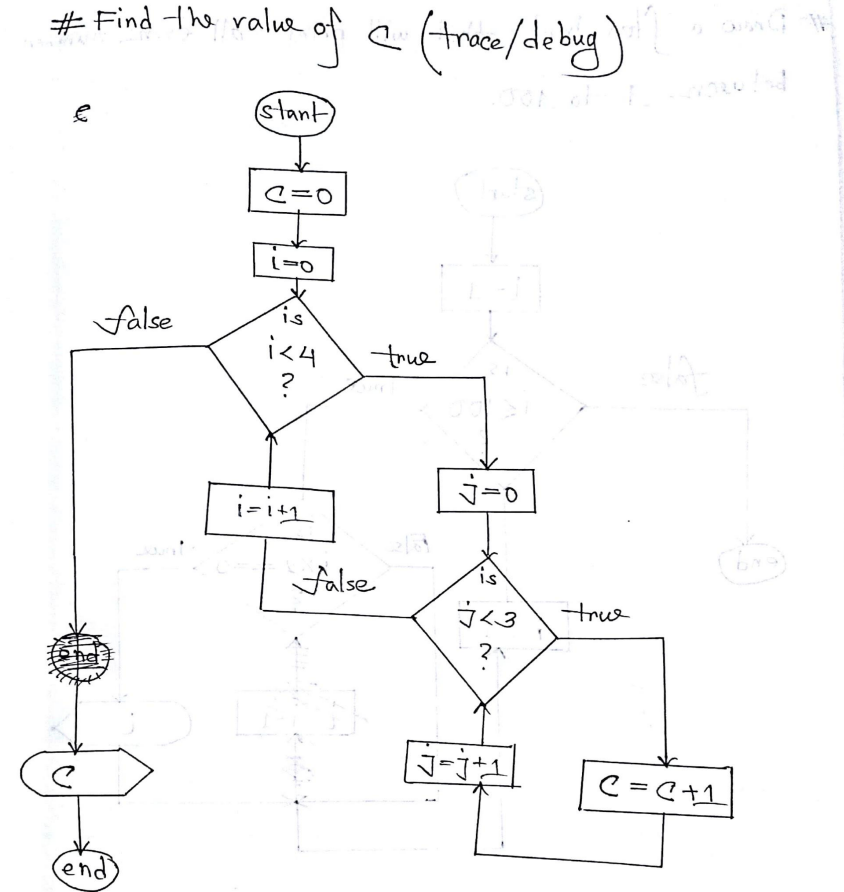 # Find the value of C (trace/debug)
start
C=0
i=0
is
i<4
?
false
true
j=0
i=i+1
is
j<3
?
false
true
end
j=j+1
C=C+1
C
end